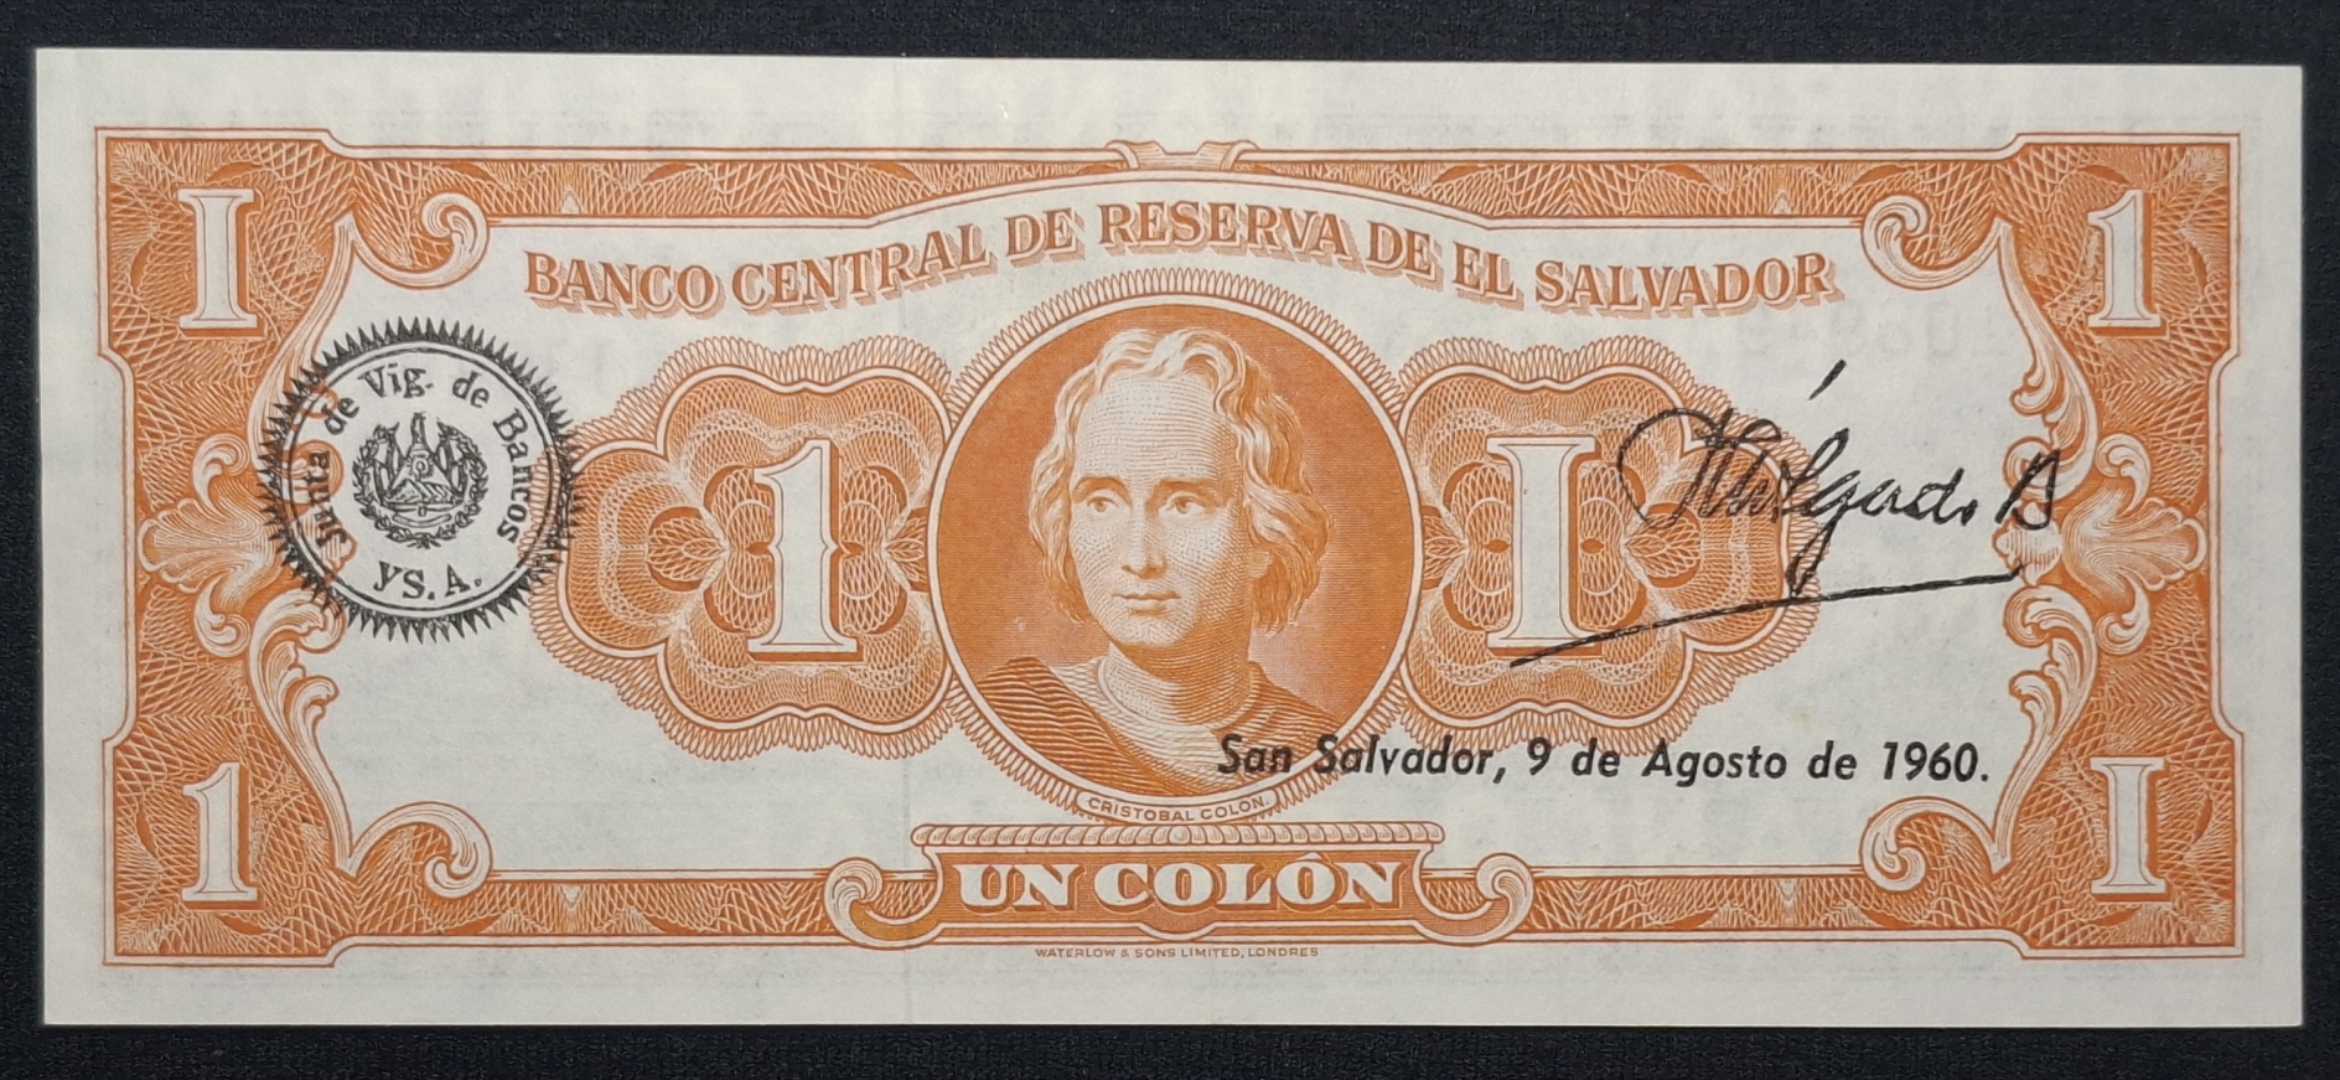 1
1
BANCO CENTRAL DE RESERVA DE EL SALVADOR
Junta de Vig. de Bancos
y S. A.
1
1
San Salvador, 9 de Agosto de 1960.
CRISTOBAL COLON.
1
UN COLÓN
1
WATERLOW & SONS LIMITED, LONDRES